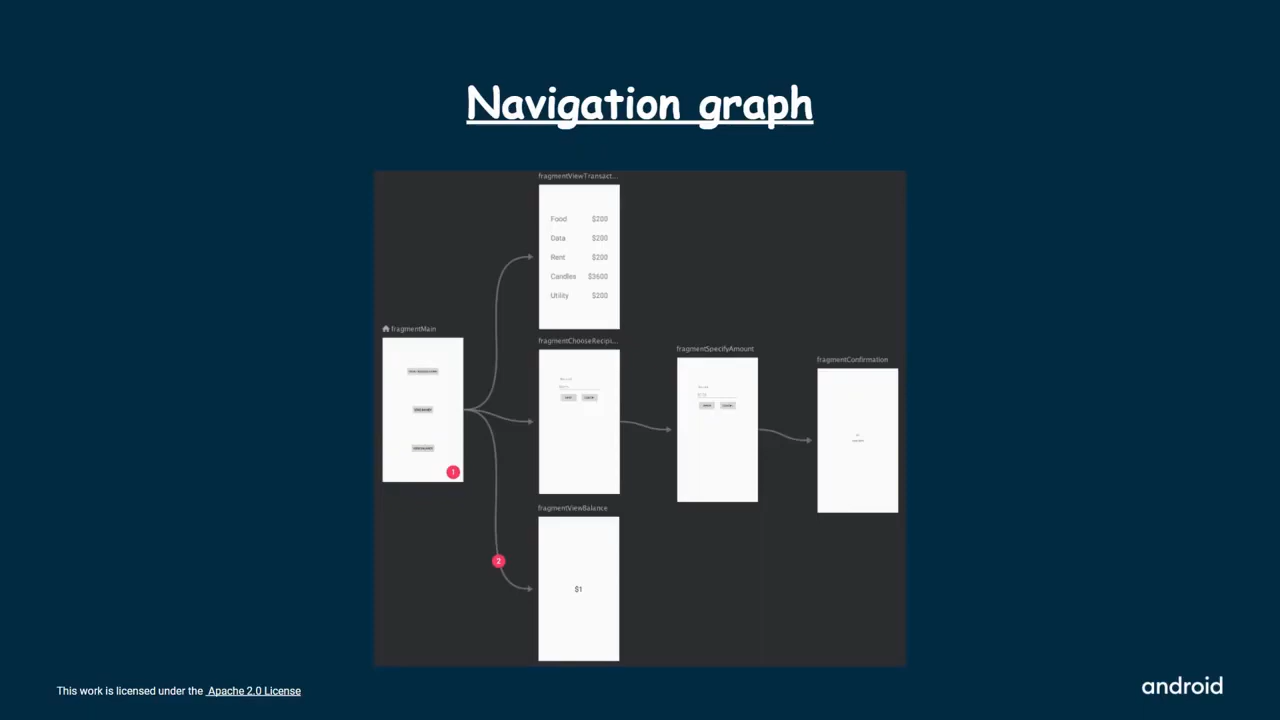 Navigation graph
fragmentViewTransact...
Food $200
Data $200
Rent $200
Candles $3600
Utility $200
fragmentMain
1
fragmentChooseRecipi...
fragmentSpecifyAmount
fragmentConfirmation
fragmentViewBalance
2
$1
This work is licensed under the Apache 2.0 License
android